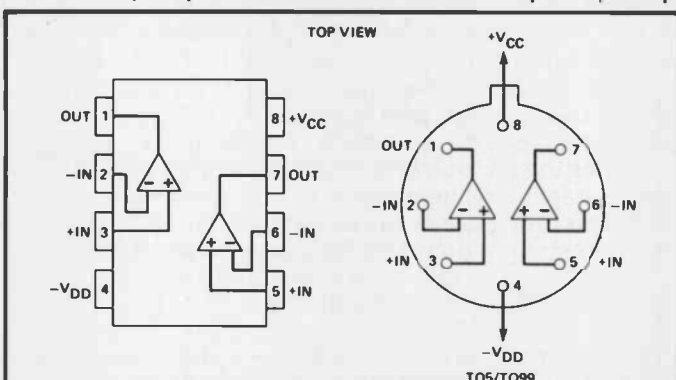 TOP VIEW
+VCC
OUT 1
8 +VCC
-IN 2
7 OUT
+IN 3
6 -IN
-VDD 4
5 +IN
8
OUT 1
7
-IN 2
6 -IN
+IN 3
5 +IN
4
-VDD
TO5/TO99